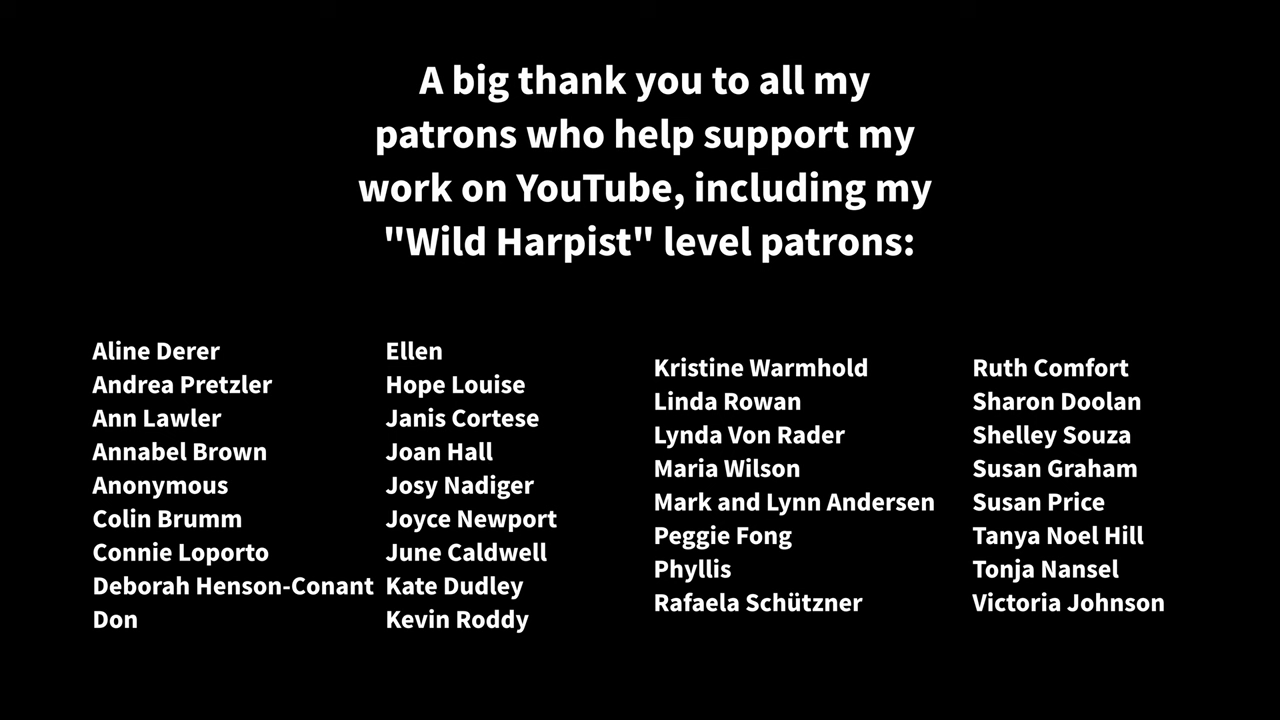 A big thank you to all my
patrons who help support my
work on YouTube, including my
"Wild Harpist" level patrons:
Aline Derer
Andrea Pretzler
Ann Lawler
Annabel Brown
Anonymous
Colin Brumm
Connie Loporto
Deborah Henson-Conant
Don
Ellen
Hope Louise
Janis Cortese
Joan Hall
Josy Nadiger
Joyce Newport
June Caldwell
Kate Dudley
Kevin Roddy
Kristine Warmhold
Linda Rowan
Lynda Von Rader
Maria Wilson
Mark and Lynn Andersen
Peggie Fong
Phyllis
Rafaela Schützner
Ruth Comfort
Sharon Doolan
Shelley Souza
Susan Graham
Susan Price
Tanya Noel Hill
Tonja Nansel
Victoria Johnson